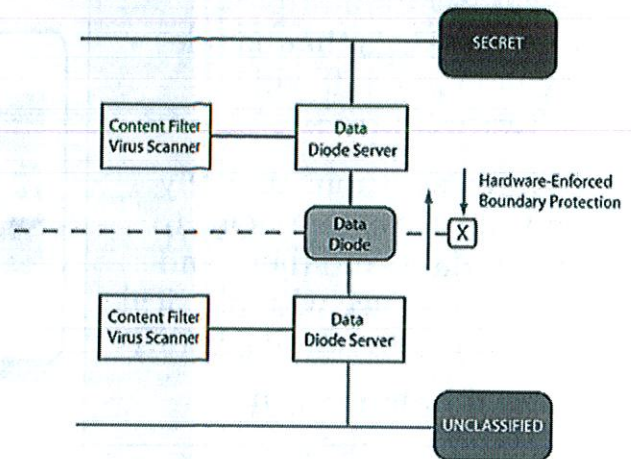 SECRET
Content Filter
Virus Scanner
Data
Diode Server
Hardware-Enforced
Boundary Protection
Data
Diode
X
Content Filter
Virus Scanner
Data
Diode Server
UNCLASSIFIED